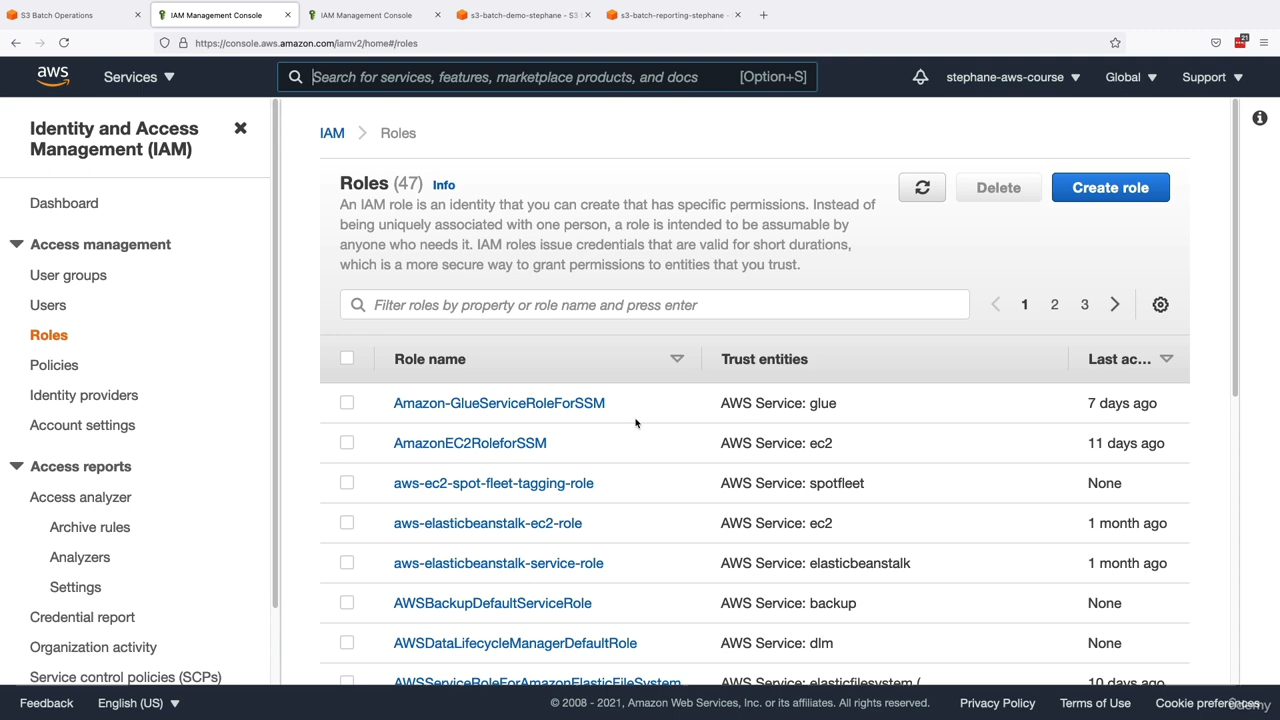 S3 Batch Operations
IAM Management Console
IAM Management Console
s3-batch-demo-stephane - S3
s3-batch-reporting-stephane -
https://console.aws.amazon.com/iamv2/home#/roles
21
aws
Services
Search for services, features, marketplace products, and docs
[Option+S]
stephane-aws-course
Global
Support
Identity and Access
Management (IAM)
Dashboard
Access management
User groups
Users
Roles
Policies
Identity providers
Account settings
Access reports
Access analyzer
Archive rules
Analyzers
Settings
Credential report
Organization activity
Service control policies (SCPs)
IAM > Roles
Roles (47) Info
An IAM role is an identity that you can create that has specific permissions. Instead of
being uniquely associated with one person, a role is intended to be assumable by
anyone who needs it. IAM roles issue credentials that are valid for short durations,
which is a more secure way to grant permissions to entities that you trust.
Delete
Create role
Filter roles by property or role name and press enter
1 2 3
Role name Trust entities Last ac...
Amazon-GlueServiceRoleForSSM AWS Service: glue 7 days ago
AmazonEC2RoleforSSM AWS Service: ec2 11 days ago
aws-ec2-spot-fleet-tagging-role AWS Service: spotfleet None
aws-elasticbeanstalk-ec2-role AWS Service: ec2 1 month ago
aws-elasticbeanstalk-service-role AWS Service: elasticbeanstalk 1 month ago
AWSBackupDefaultServiceRole AWS Service: backup None
AWSDataLifecycleManagerDefaultRole AWS Service: dlm None
AWSServiceRoleForAmazonElasticFileSystem AWS Service: elasticfilesystem ( 10 days ago
Feedback English (US) © 2008 - 2021, Amazon Web Services, Inc. or its affiliates. All rights reserved. Privacy Policy Terms of Use Cookie preferences
udemy